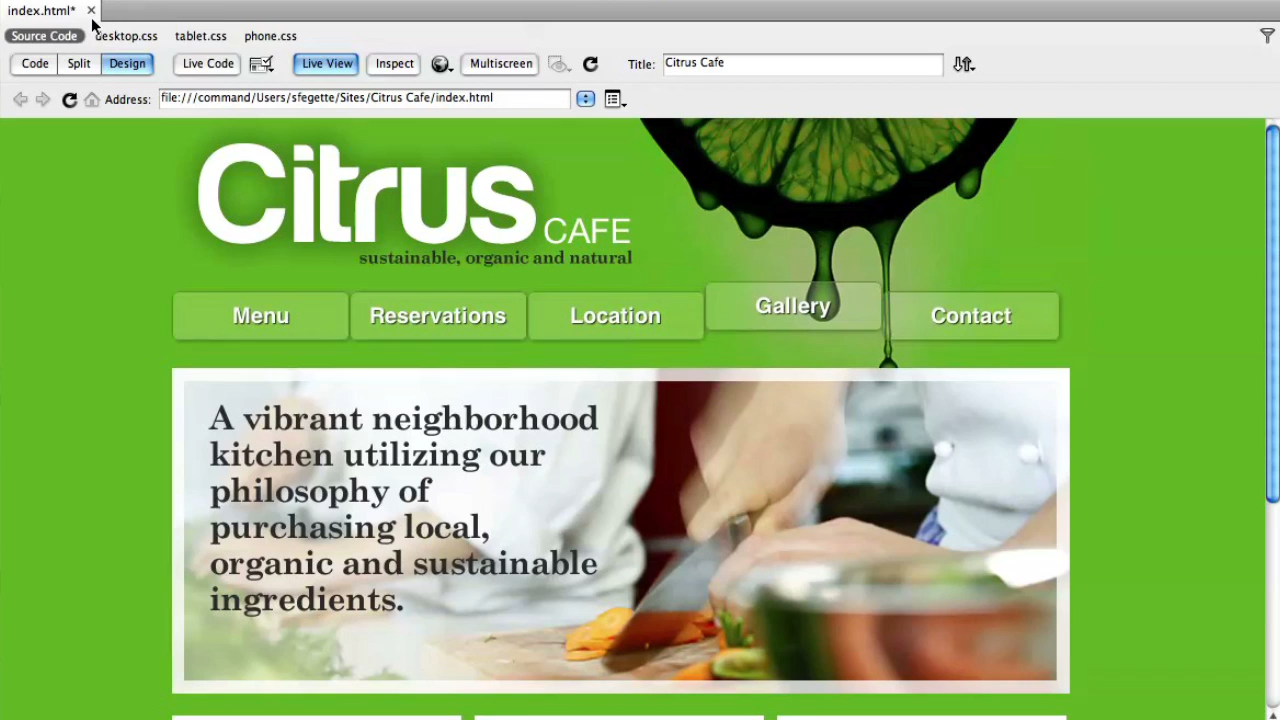 index.html*
Source Code desktop.css tablet.css phone.css
Code Split Design Live Code Live View Inspect Multiscreen Title: Citrus Cafe
Address: file:///command/Users/sfegette/Sites/Citrus Cafe/index.html
Citrus CAFE
sustainable, organic and natural
Menu Reservations Location Gallery Contact
A vibrant neighborhood
kitchen utilizing our
philosophy of
purchasing local,
organic and sustainable
ingredients.